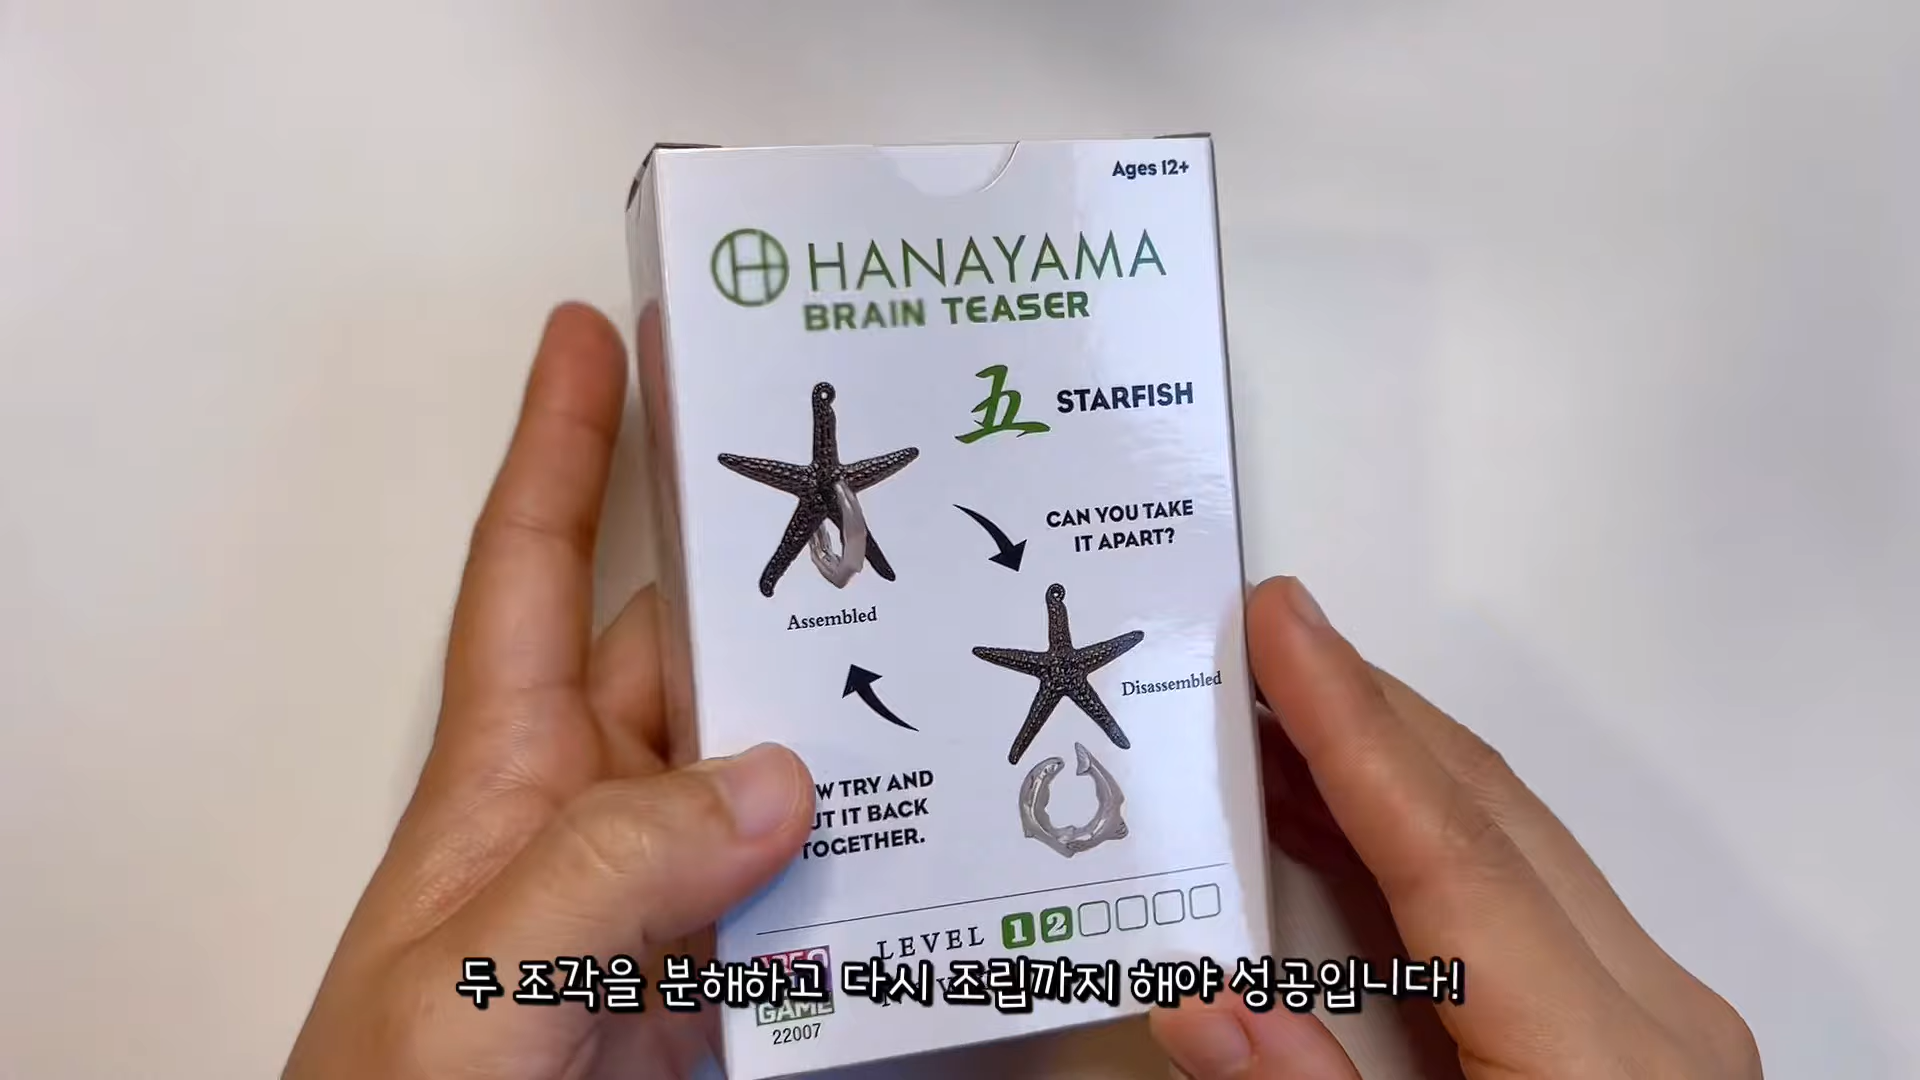 Ages 12+
HANAYAMA
BRAIN TEASER
五 STARFISH
CAN YOU TAKE
IT APART?
Assembled
Disassembled
TRY AND
IT BACK
TOGETHER.
LEVEL 1 2
두 조각을 분해하고 다시 조립까지 해야 성공입니다!
GAME
22007